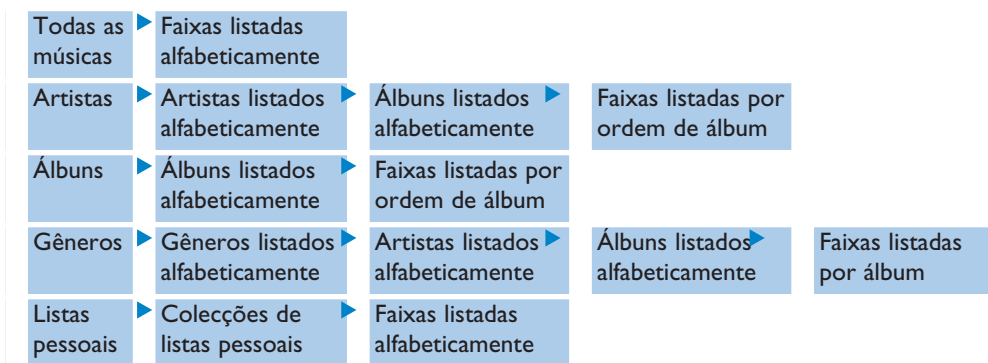 Todas as músicas
Faixas listadas alfabeticamente
Artistas
Artistas listados alfabeticamente
Álbuns listados alfabeticamente
Faixas listadas por ordem de álbum
Álbuns
Álbuns listados alfabeticamente
Faixas listadas por ordem de álbum
Gêneros
Gêneros listados alfabeticamente
Artistas listados alfabeticamente
Álbuns listados alfabeticamente
Faixas listadas por álbum
Listas pessoais
Colecções de listas pessoais
Faixas listadas alfabeticamente